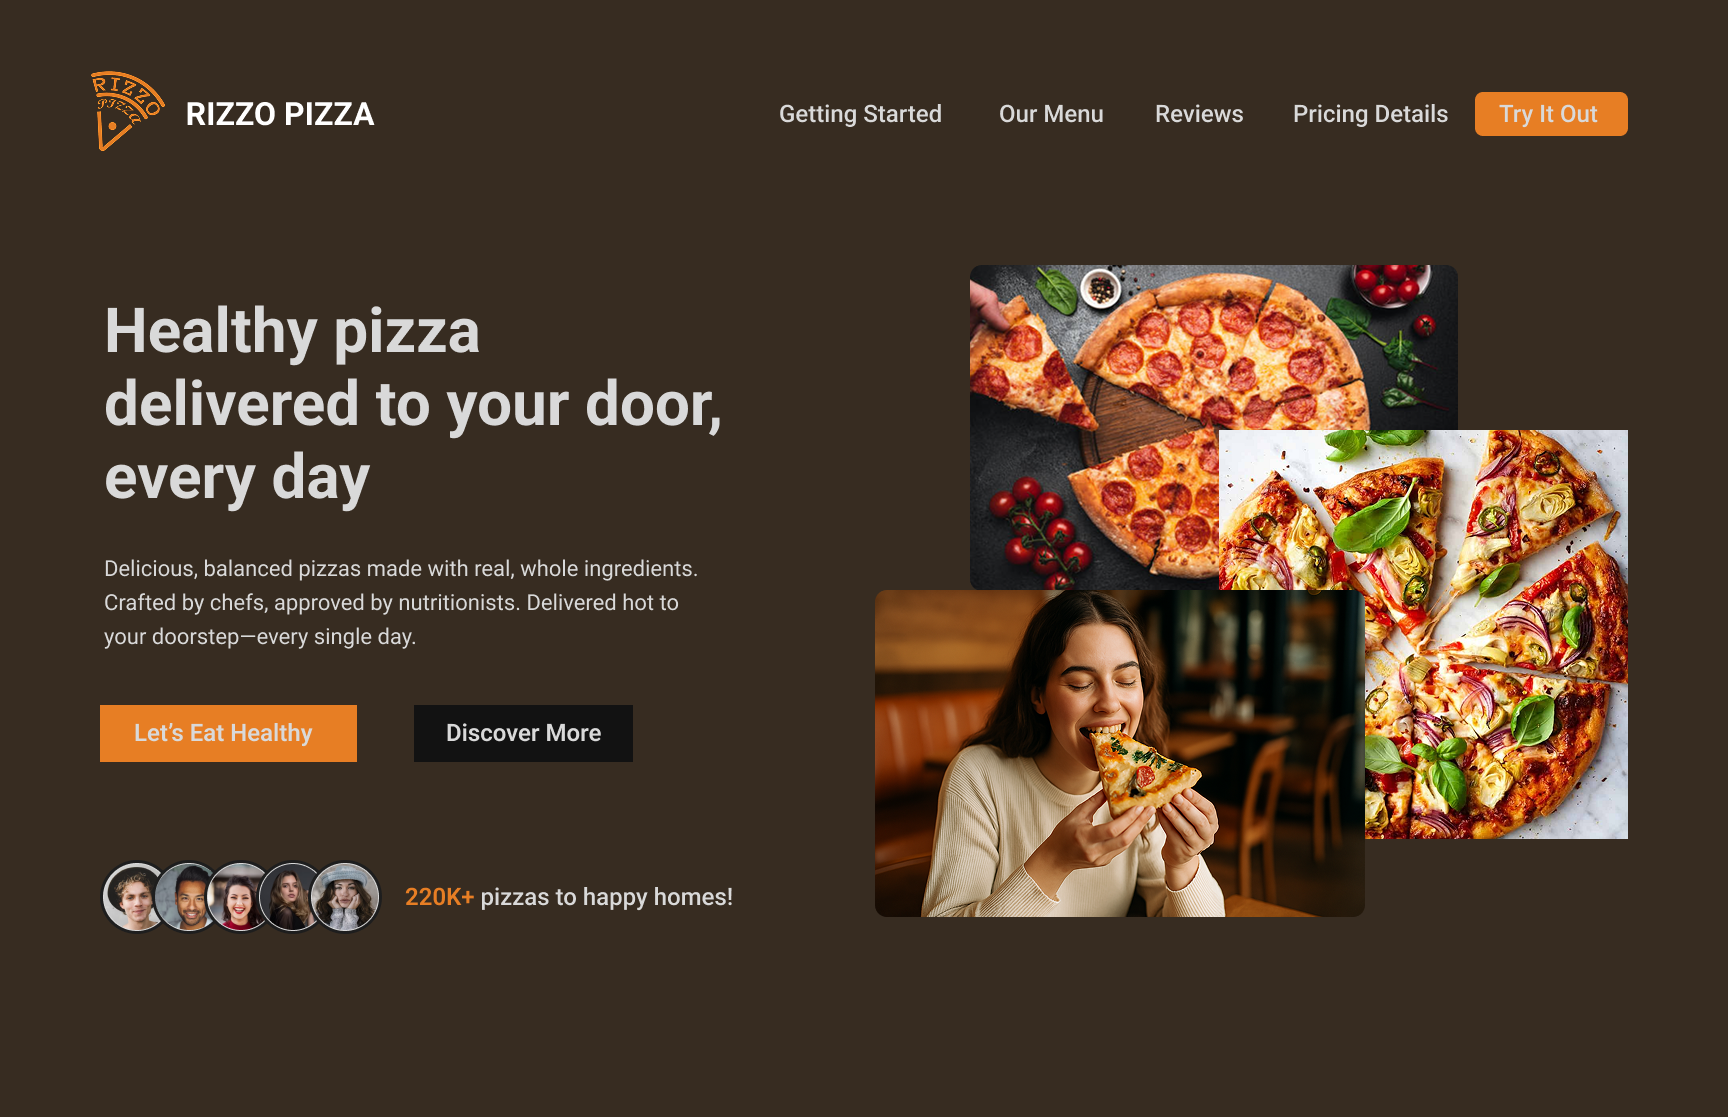 RIZZO
PIZZA
RIZZO PIZZA
Getting Started
Our Menu
Reviews
Pricing Details
Try It Out
Healthy pizza
delivered to your door,
every day
Delicious, balanced pizzas made with real, whole ingredients.
Crafted by chefs, approved by nutritionists. Delivered hot to
your doorstep—every single day.
Let’s Eat Healthy
Discover More
220K+ pizzas to happy homes!